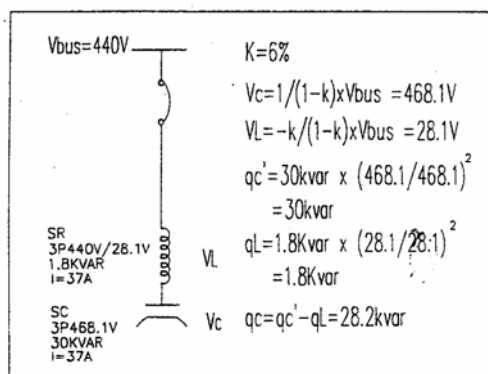 Vbus=440V
K=6%
Vc=1/(1-k)xVbus =468.1V
VL=-k/(1-k)xVbus =28.1V
qc'=30kvar x (468.1/468.1)²
=30kvar
SR
3P440V/28.1V
1.8KVAR
i=37A
VL
qL=1.8Kvar x (28.1/28:1)²
=1.8Kvar
SC
3P468.1V
30KVAR
i=37A
Vc
qc=qc'-qL=28.2kvar